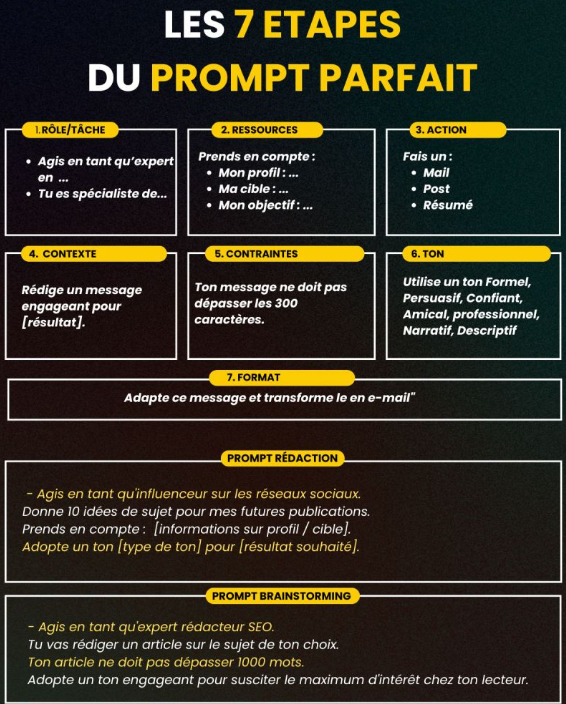 LES 7 ETAPES
DU PROMPT PARFAIT
1.RÔLE/TÂCHE
• Agis en tant qu'expert
en ...
• Tu es spécialiste de...
2. RESSOURCES
Prends en compte :
• Mon profil : ...
• Ma cible : ...
• Mon objectif : ...
3. ACTION
Fais un :
• Mail
• Post
• Résumé
4. CONTEXTE
Rédige un message
engageant pour
[résultat].
5. CONTRAINTES
Ton message ne doit pas
dépasser les 300
caractères.
6. TON
Utilise un ton Formel,
Persuasif, Confiant,
Amical, professionnel,
Narratif, Descriptif
7. FORMAT
Adapte ce message et transforme le en e-mail"
PROMPT RÉDACTION
- Agis en tant qu'influenceur sur les réseaux sociaux.
Donne 10 idées de sujet pour mes futures publications.
Prends en compte : [informations sur profil / cible].
Adopte un ton [type de ton] pour [résultat souhaité].
PROMPT BRAINSTORMING
- Agis en tant qu'expert rédacteur SEO.
Tu vas rédiger un article sur le sujet de ton choix.
Ton article ne doit pas dépasser 1000 mots.
Adopte un ton engageant pour susciter le maximum d'intérêt chez ton lecteur.